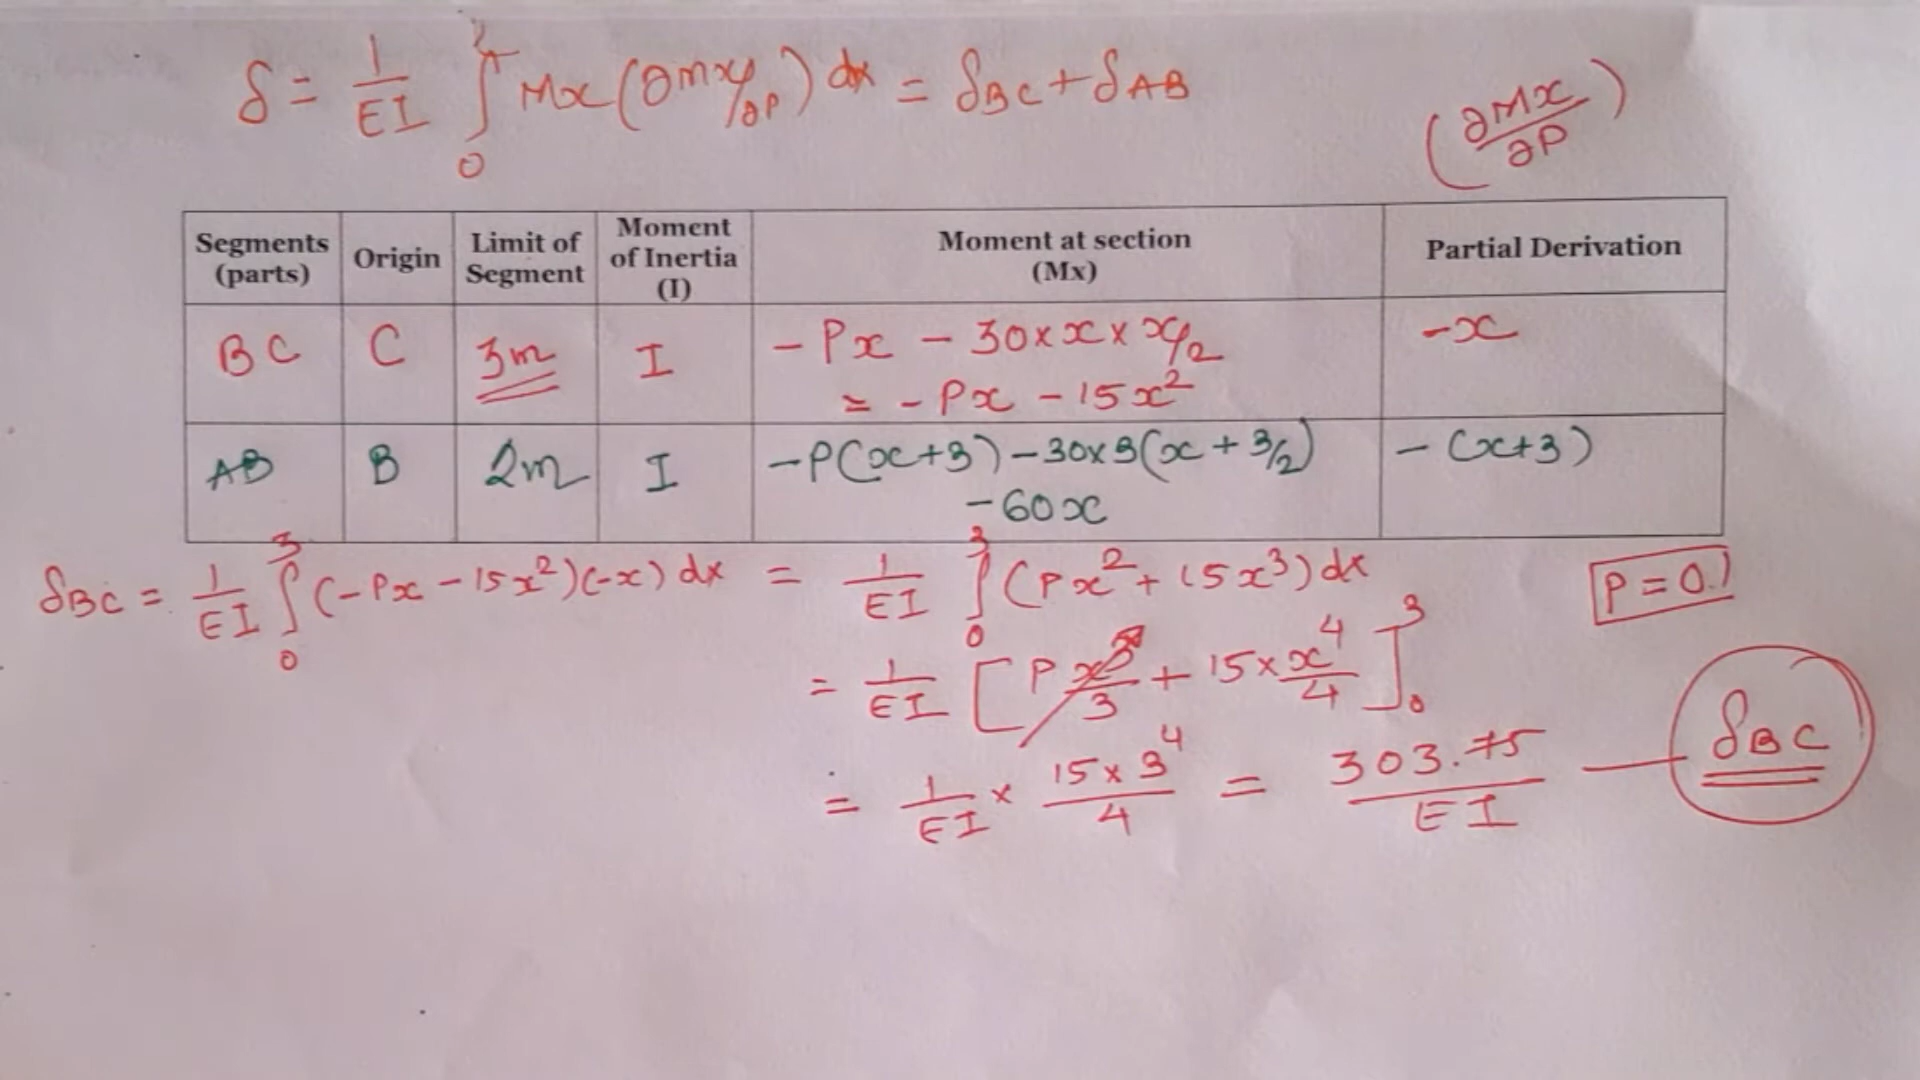 δ = 1/EI ∫₀ᴸ Mx (∂Mx/∂P) dx = δBC + δAB
(∂Mx/∂P)
Segments (parts) | Origin | Limit of Segment | Moment of Inertia (I) | Moment at section (Mx) | Partial Derivation
BC | C | 3m | I | -Px - 30×x×x/2 | -x
= -Px - 15x²
AB | B | 2m | I | -P(x+3) - 30×3(x+3/2) | -(x+3)
-60x
δBC = 1/EI ∫₀³ (-Px - 15x²)(-x) dx = 1/EI ∫₀³ (Px² + 15x³) dx
P = 0.
= 1/EI [P x³/3 + 15×x⁴/4]₀³
= 1/EI × 15×3⁴/4 = 303.75/EI — δBC